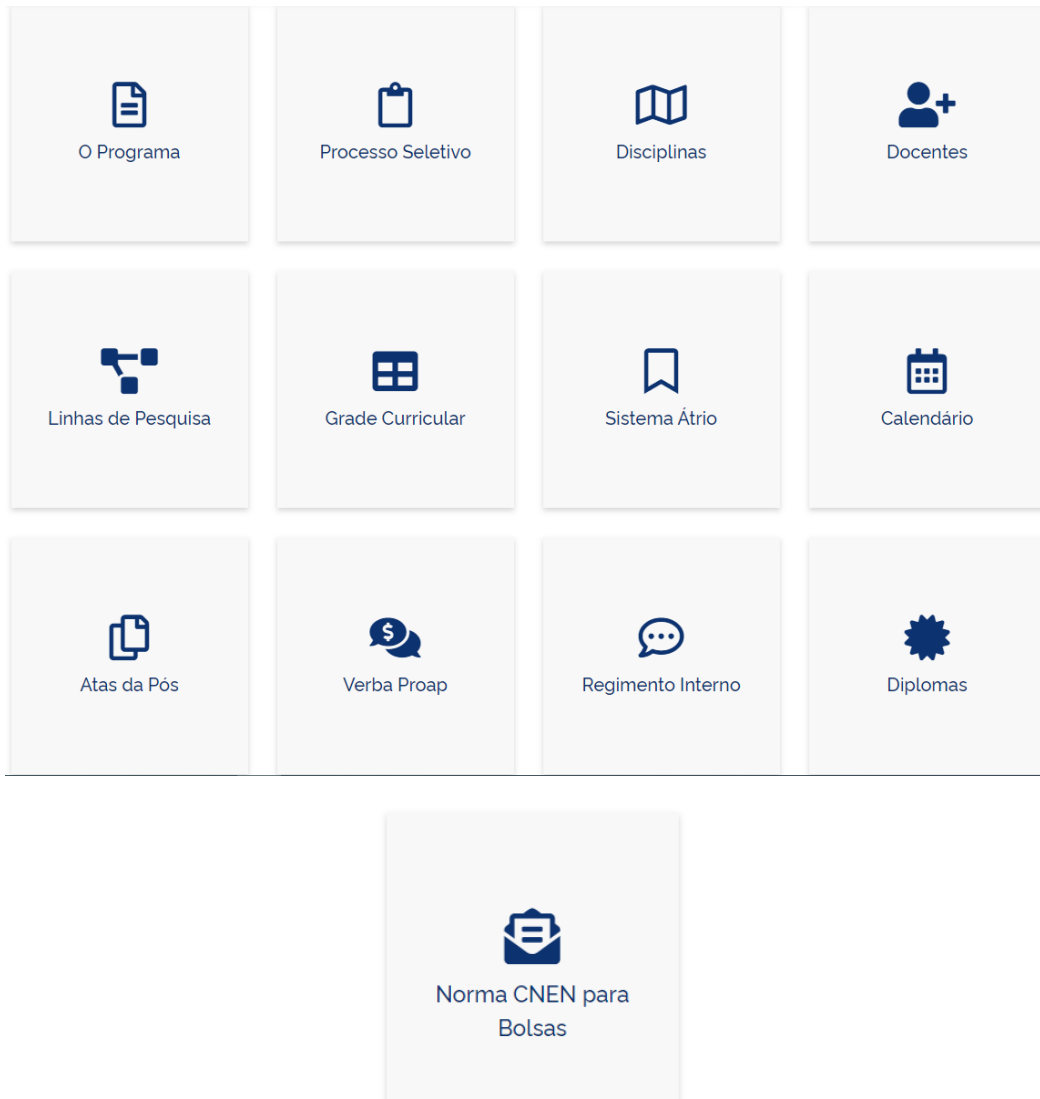 O Programa
Processo Seletivo
Disciplinas
Docentes
Linhas de Pesquisa
Grade Curricular
Sistema Átrio
Calendário
Atas da Pós
Verba Proap
Regimento Interno
Diplomas
Norma CNEN para
Bolsas